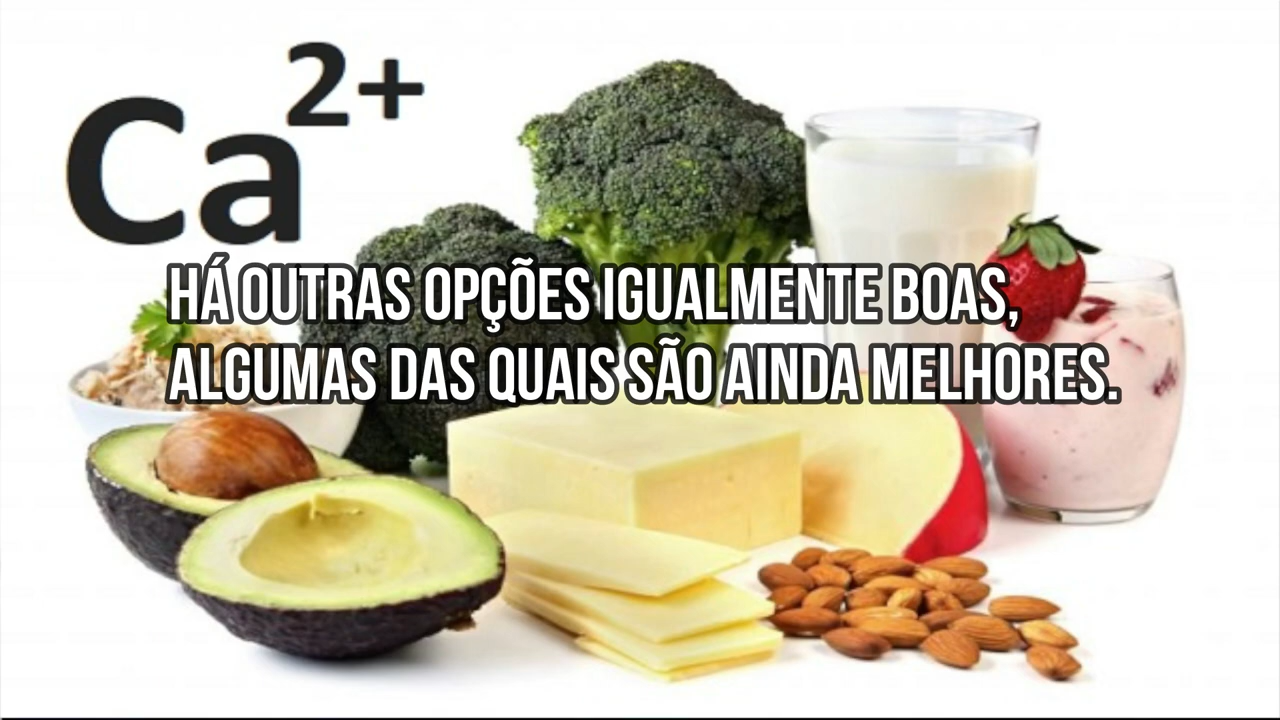 Ca2+
HÁ OUTRAS OPÇÕES IGUALMENTE BOAS,
ALGUMAS DAS QUAIS SÃO AINDA MELHORES.